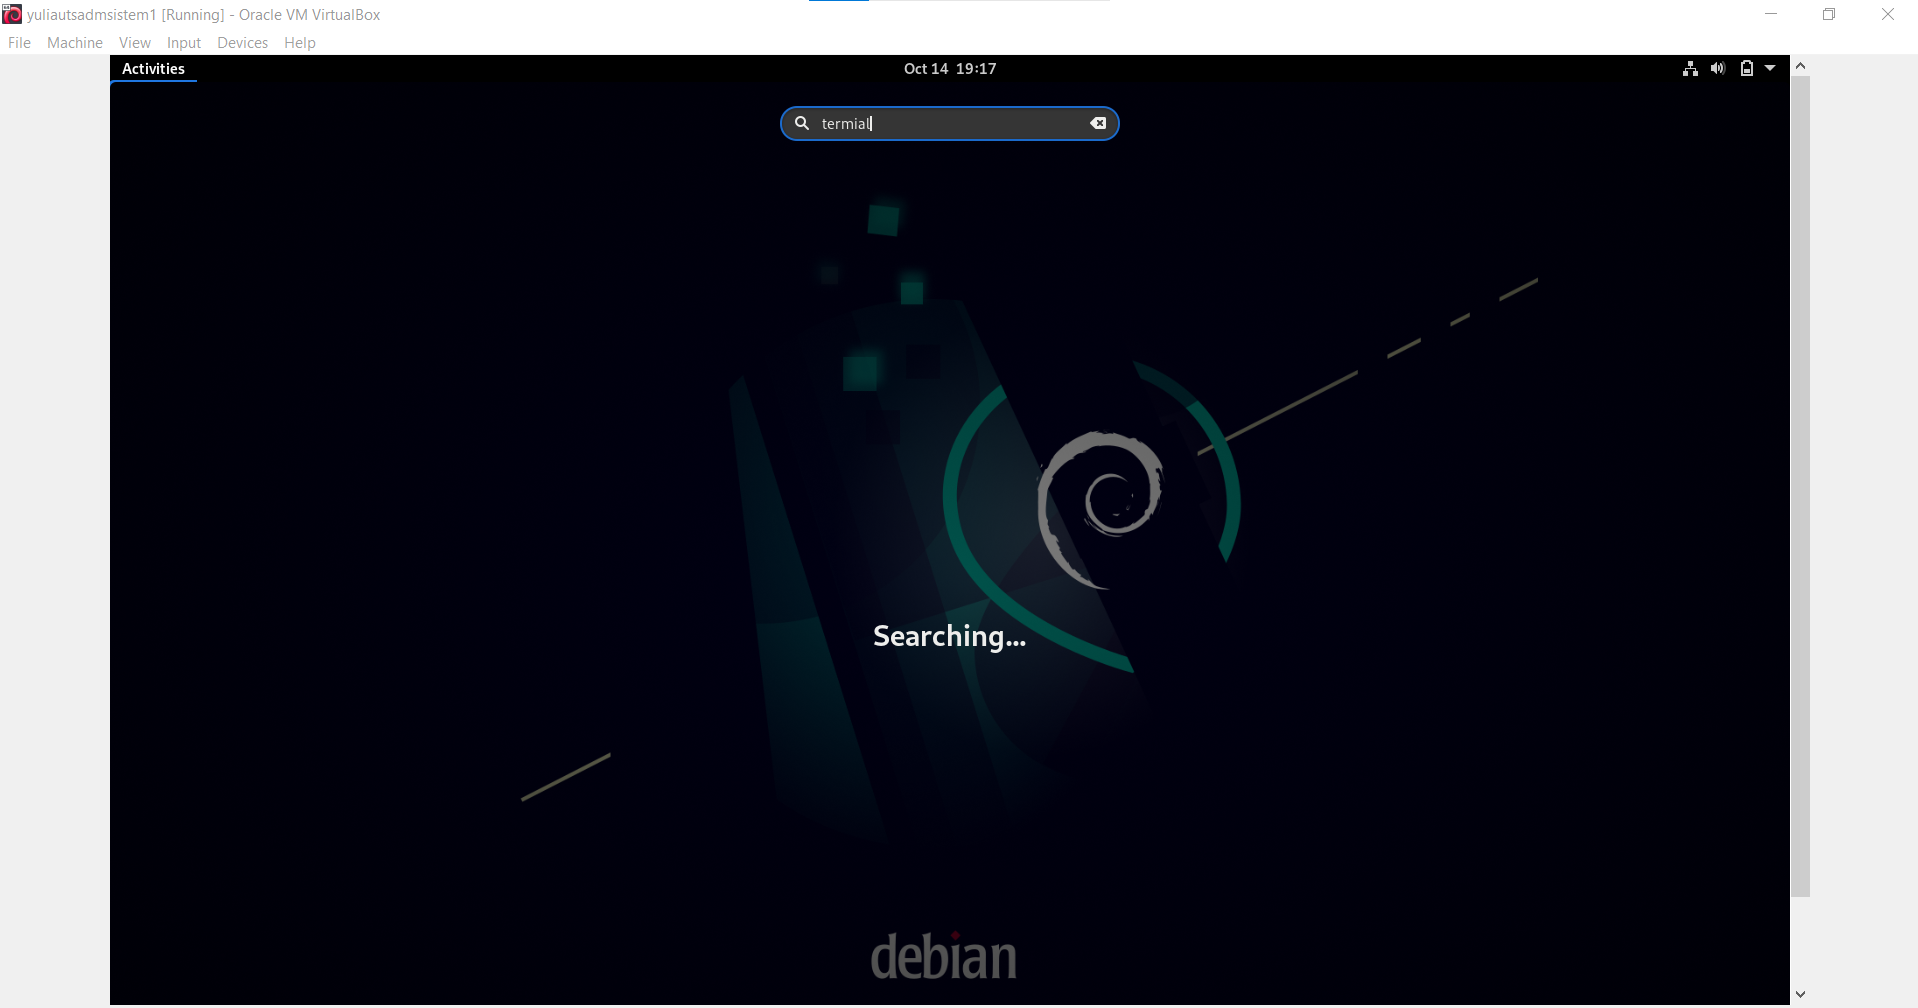 yuliautsadmsistem1 [Running] - Oracle VM VirtualBox
File Machine View Input Devices Help
Activities
Oct 14 19:17
termial
Searching...
debian